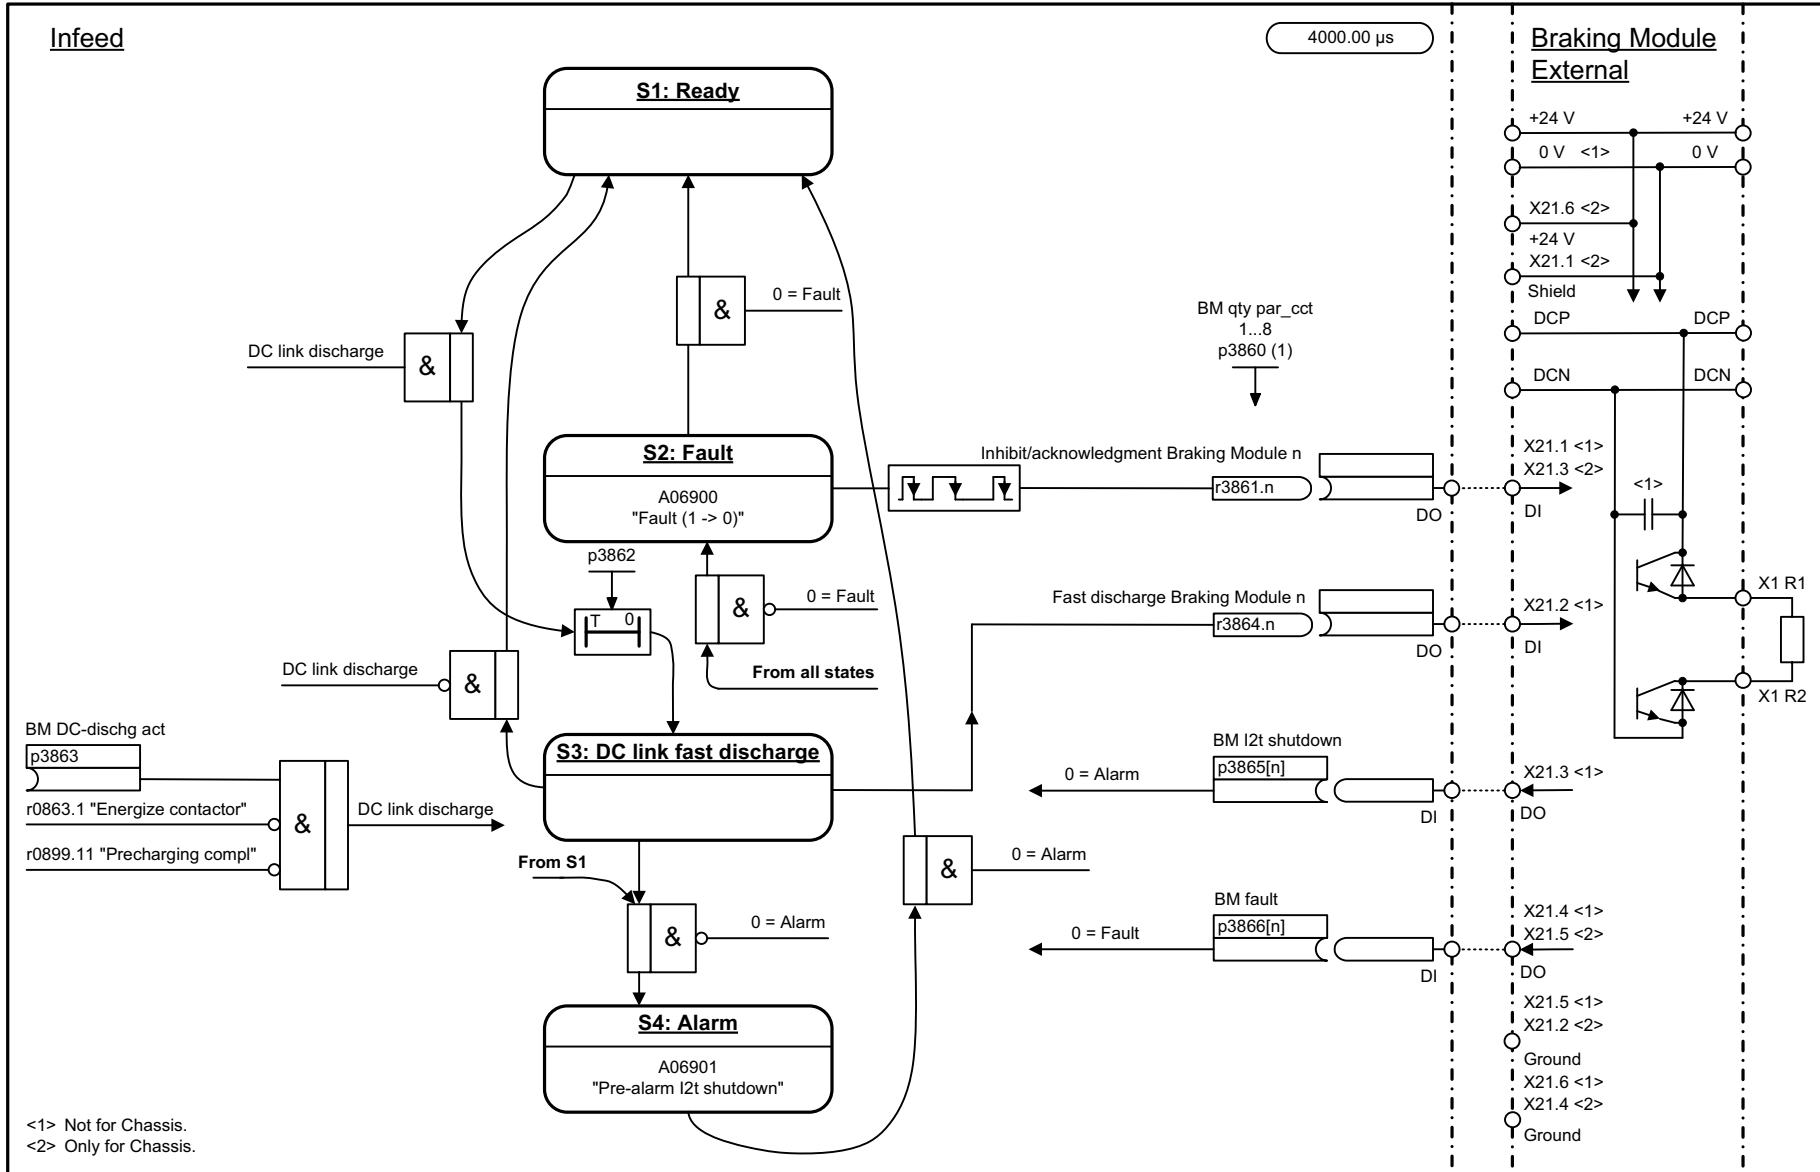 Infeed
4000.00 µs
Braking Module
External
S1: Ready
+24 V
+24 V
0 V <1>
0 V
X21.6 <2>
+24 V
X21.1 <2>
Shield
&
0 = Fault
BM qty par_cct
1...8
p3860 (1)
DCP
DCP
DC link discharge
&
DCN
DCN
S2: Fault
A06900
"Fault (1 -> 0)"
Inhibit/acknowledgment Braking Module n
r3861.n
DO
X21.1 <1>
X21.3 <2>
DI
<1>
p3862
T 0
&
0 = Fault
From all states
Fast discharge Braking Module n
r3864.n
DO
X21.2 <1>
DI
X1 R1
X1 R2
DC link discharge
&
BM DC-dischg act
p3863
r0863.1 "Energize contactor"
r0899.11 "Precharging compl"
&
DC link discharge
S3: DC link fast discharge
BM I2t shutdown
p3865[n]
0 = Alarm
DI
X21.3 <1>
DO
From S1
&
0 = Alarm
&
0 = Alarm
BM fault
p3866[n]
0 = Fault
DI
X21.4 <1>
X21.5 <2>
DO
X21.5 <1>
X21.2 <2>
Ground
X21.6 <1>
X21.4 <2>
Ground
S4: Alarm
A06901
"Pre-alarm I2t shutdown"
<1> Not for Chassis.
<2> Only for Chassis.